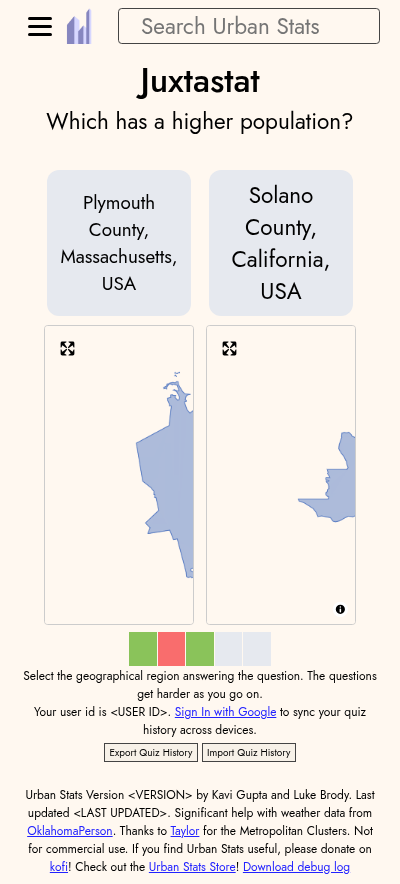 Search Urban Stats
Juxtastat
Which has a higher population?
Plymouth
County,
Massachusetts,
USA
Solano
County,
California,
USA
Select the geographical region answering the question. The questions
get harder as you go on.
Your user id is <USER ID>. Sign In with Google to sync your quiz
history across devices.
Export Quiz History Import Quiz History
Urban Stats Version <VERSION> by Kavi Gupta and Luke Brody. Last
updated <LAST UPDATED>. Significant help with weather data from
OklahomaPerson. Thanks to Taylor for the Metropolitan Clusters. Not
for commercial use. If you find Urban Stats useful, please donate on
kofi! Check out the Urban Stats Store! Download debug log